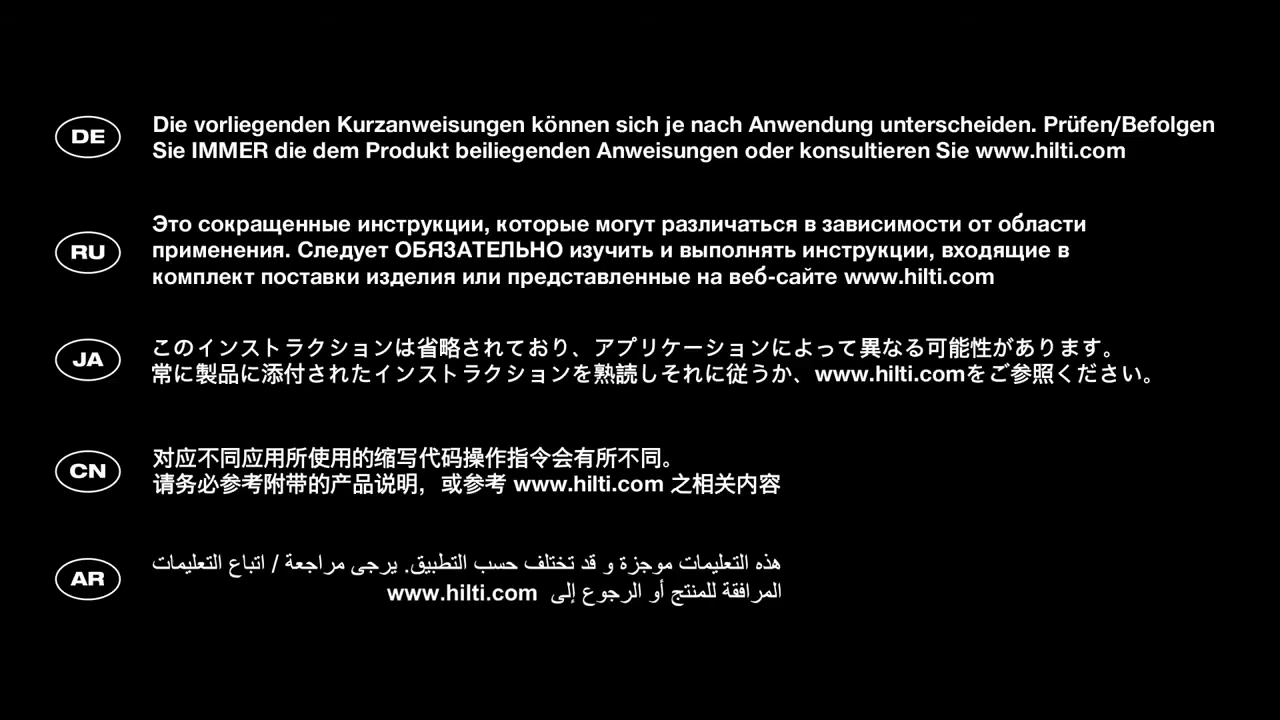 DE
Die vorliegenden Kurzanweisungen können sich je nach Anwendung unterscheiden. Prüfen/Befolgen
Sie IMMER die dem Produkt beiliegenden Anweisungen oder konsultieren Sie www.hilti.com
RU
Это сокращенные инструкции, которые могут различаться в зависимости от области
применения. Следует ОБЯЗАТЕЛЬНО изучить и выполнять инструкции, входящие в
комплект поставки изделия или представленные на веб-сайте www.hilti.com
JA
このインストラクションは省略されており、アプリケーションによって異なる可能性があります。
常に製品に添付されたインストラクションを熟読しそれに従うか、www.hilti.comをご参照ください。
CN
对应不同应用所使用的缩写代码操作指令会有所不同。
请务必参考附带的产品说明，或参考 www.hilti.com 之相关内容
AR
هذه التعليمات موجزة و قد تختلف حسب التطبيق. يرجى مراجعة / اتباع التعليمات
المرافقة للمنتج أو الرجوع إلى www.hilti.com